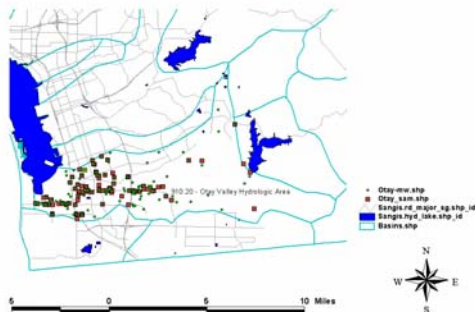 910.20 - Otay Valley Hydrologic Area
Otay-mw.shp
Otay_sam.shp
Sangis.rd_major_sg.shp_id
Sangis.hyd_lake.shp_id
Basins.shp
N
W E
S
5 0 5 10 Miles